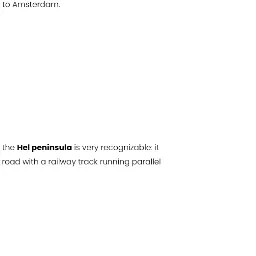 to Amsterdam.
the Hel peninsula is very recognizable: it
road with a railway track running parallel